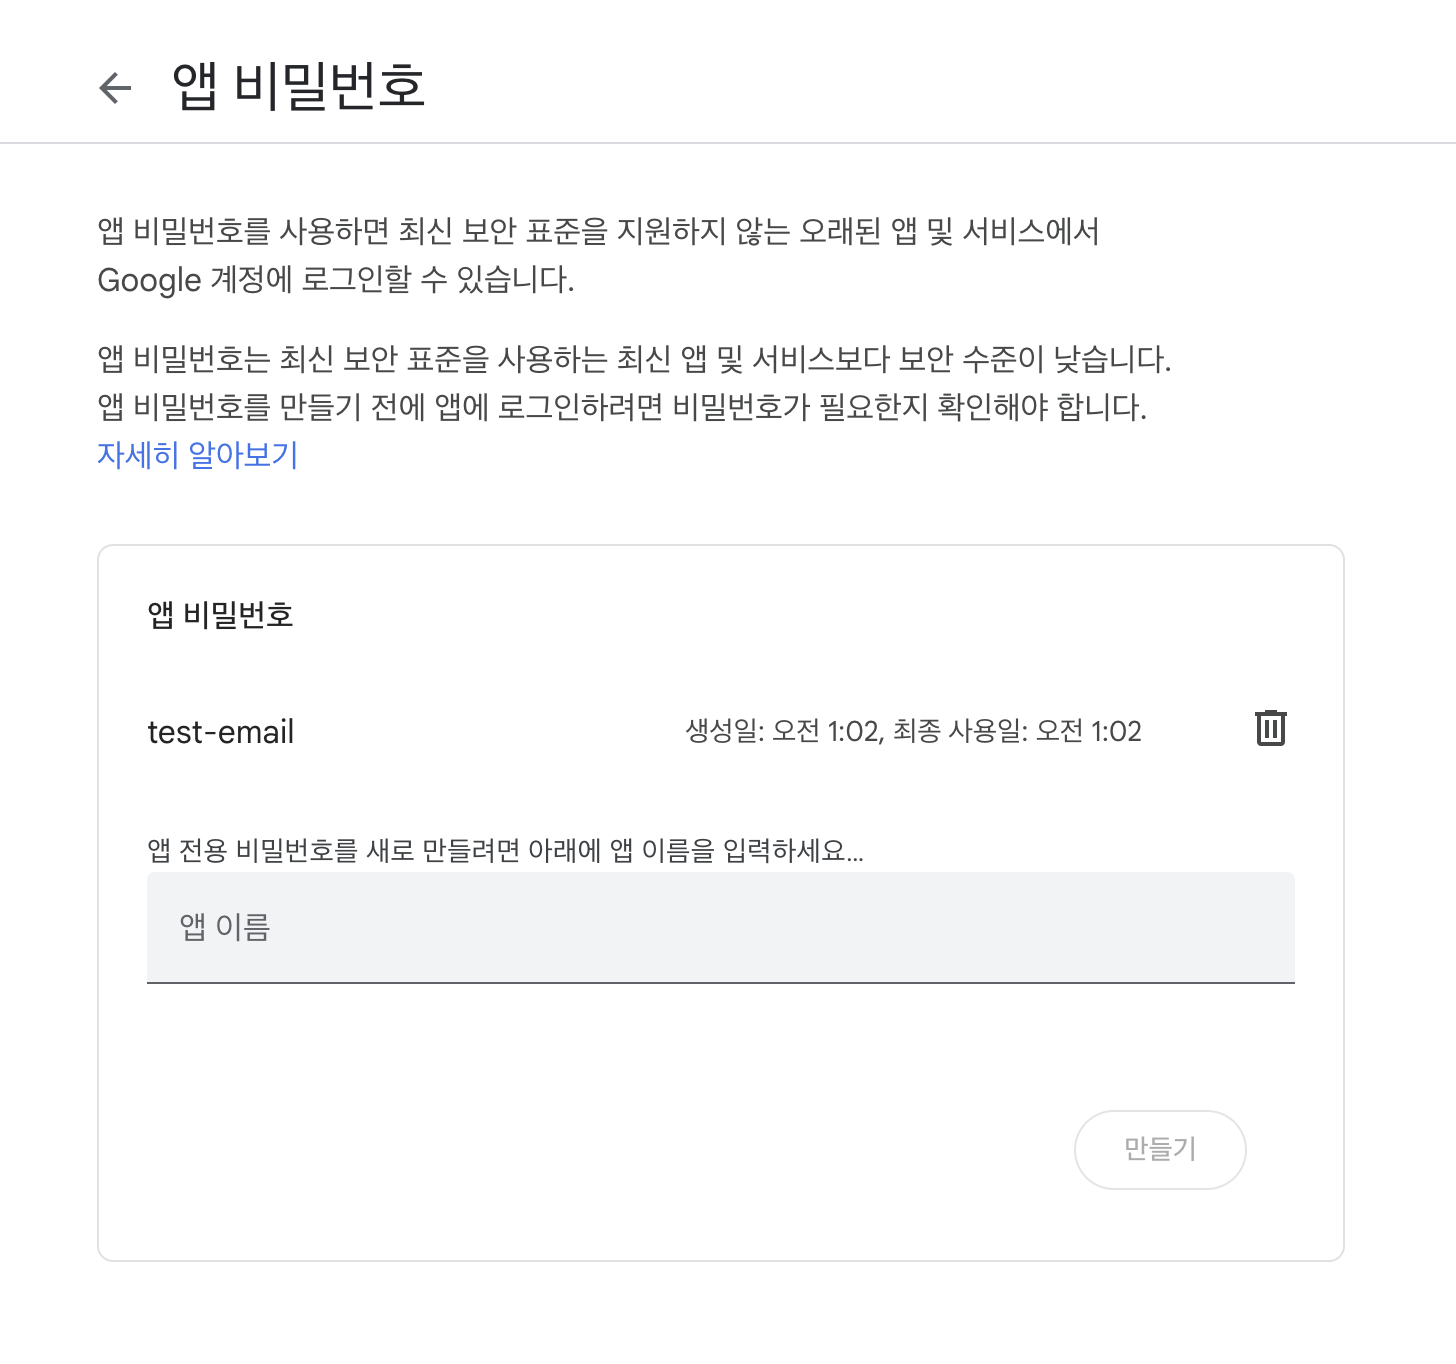 앱 비밀번호
앱 비밀번호를 사용하면 최신 보안 표준을 지원하지 않는 오래된 앱 및 서비스에서
Google 계정에 로그인할 수 있습니다.
앱 비밀번호는 최신 보안 표준을 사용하는 최신 앱 및 서비스보다 보안 수준이 낮습니다.
앱 비밀번호를 만들기 전에 앱에 로그인하려면 비밀번호가 필요한지 확인해야 합니다.
자세히 알아보기
앱 비밀번호
test-email 생성일: 오전 1:02, 최종 사용일: 오전 1:02
앱 전용 비밀번호를 새로 만들려면 아래에 앱 이름을 입력하세요...
앱 이름
만들기